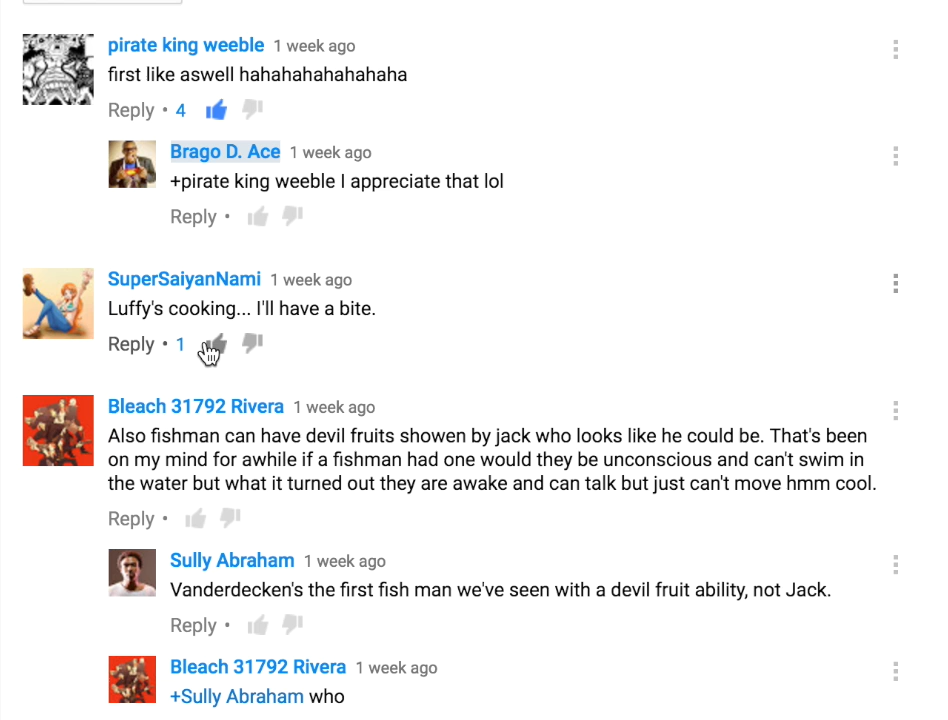 pirate king weeble 1 week ago
first like aswell hahahahahahahaha
Reply • 4
Brago D. Ace 1 week ago
+pirate king weeble I appreciate that lol
Reply •
SuperSaiyanNami 1 week ago
Luffy's cooking... I'll have a bite.
Reply • 1
Bleach 31792 Rivera 1 week ago
Also fishman can have devil fruits showen by jack who looks like he could be. That's been
on my mind for awhile if a fishman had one would they be unconscious and can't swim in
the water but what it turned out they are awake and can talk but just can't move hmm cool.
Reply •
Sully Abraham 1 week ago
Vanderdecken's the first fish man we've seen with a devil fruit ability, not Jack.
Reply •
Bleach 31792 Rivera 1 week ago
+Sully Abraham who